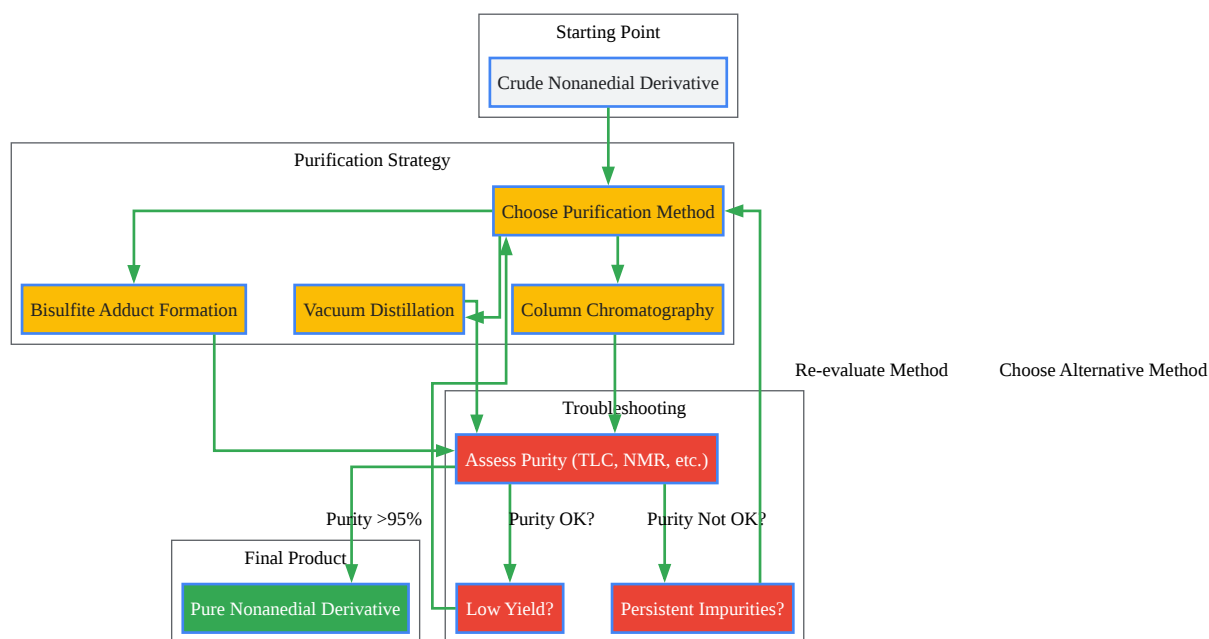 Starting Point
Crude Nonanedial Derivative
Purification Strategy
Choose Purification Method
Bisulfite Adduct Formation
Vacuum Distillation
Column Chromatography
Re-evaluate Method
Choose Alternative Method
Troubleshooting
Assess Purity (TLC, NMR, etc.)
Purity >95%
Purity OK?
Purity Not OK?
Final Product
Pure Nonanedial Derivative
Low Yield?
Persistent Impurities?